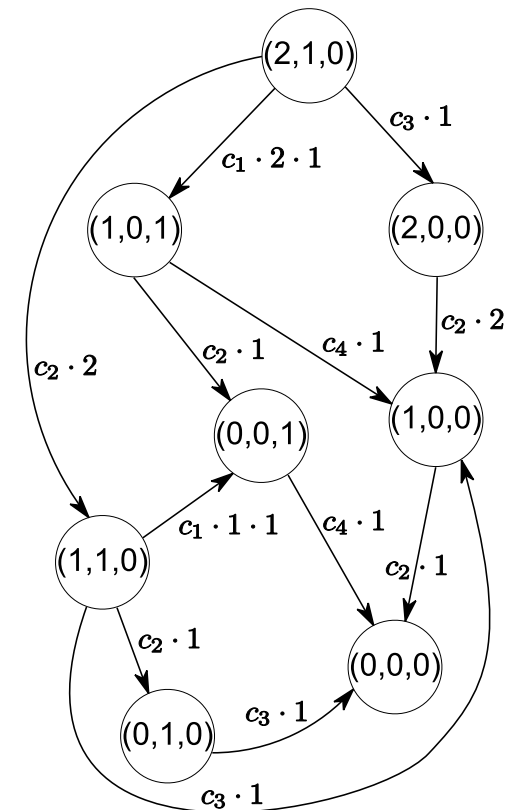 (2,1,0)
c₃ · 1
c₁ · 2 · 1
(1,0,1)
(2,0,0)
c₂ · 2
c₄ · 1
c₂ · 1
c₂ · 2
(1,0,0)
(0,0,1)
c₁ · 1 · 1
c₄ · 1
(1,1,0)
c₂ · 1
c₂ · 1
(0,0,0)
(0,1,0)
c₃ · 1
c₃ · 1